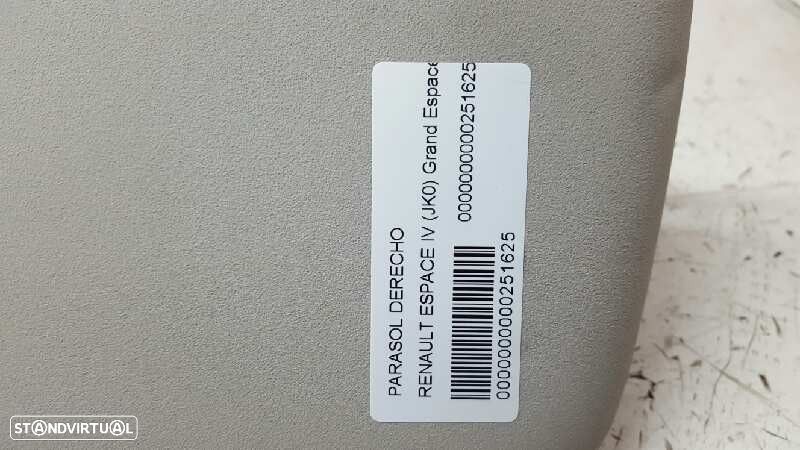 PARASOL DERECHO
RENAULT ESPACE IV (JK0) Grand Espace
0000000000251625
0000000000251625
STANDVIRTUAL